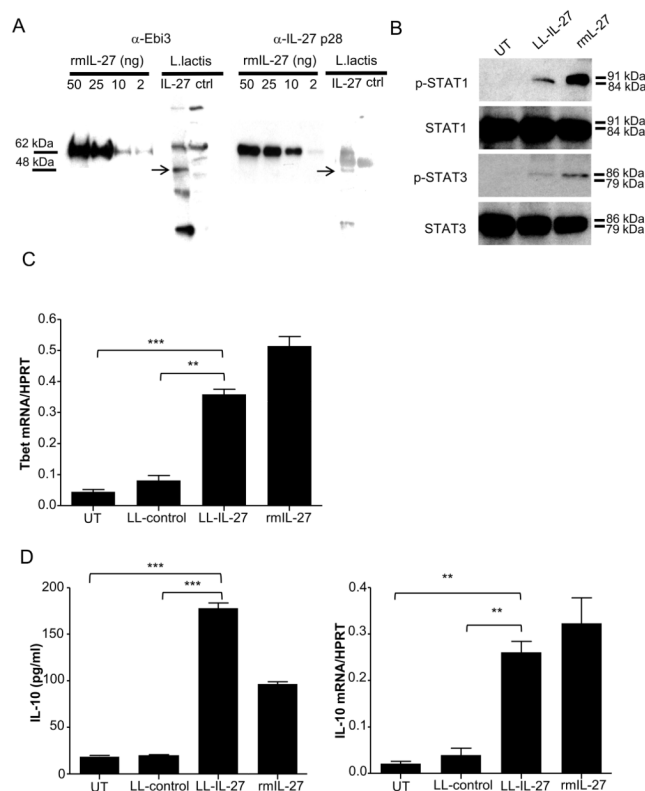 A
α-Ebi3
α-IL-27 p28
rmIL-27 (ng)
L.lactis
rmIL-27 (ng)
L.lactis
50 25 10 2
IL-27 ctrl
50 25 10 2
IL-27 ctrl
62 kDa
48 kDa
B
UT
LL-IL-27
rmL-27
p-STAT1
91 kDa
84 kDa
STAT1
91 kDa
84 kDa
p-STAT3
86 kDa
79 kDa
STAT3
86 kDa
79 kDa
C
Tbet mRNA/HPRT
0.6
0.5
0.4
0.3
0.2
0.1
0.0
***
**
UT LL-control LL-IL-27 rmIL-27
D
IL-10 (pg/ml)
200
150
100
50
0
***
***
UT LL-control LL-IL-27 rmIL-27
IL-10 mRNA/HPRT
0.4
0.3
0.2
0.1
0.0
**
**
UT LL-control LL-IL-27 rmIL-27